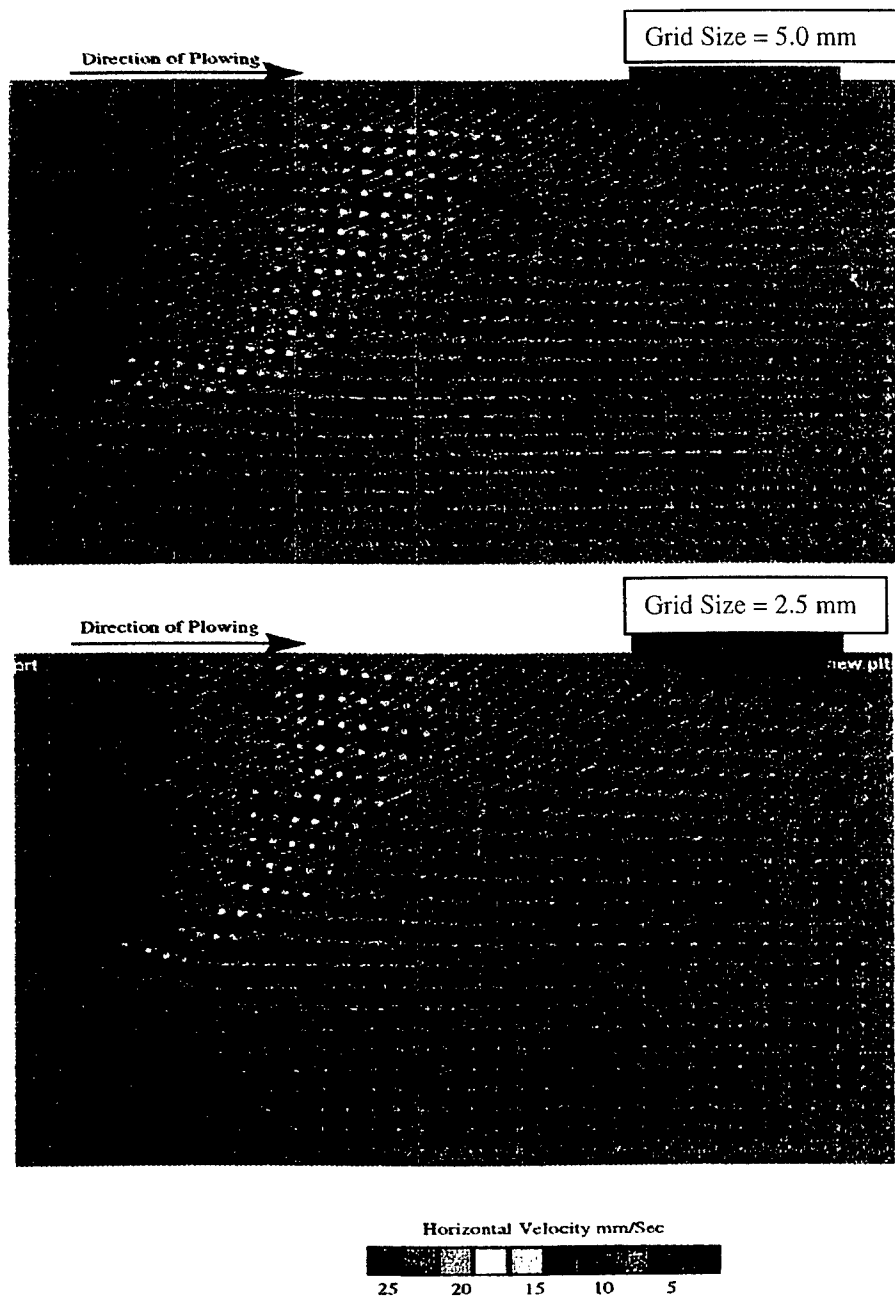 Grid Size = 5.0 mm
Direction of Plowing
Grid Size = 2.5 mm
Direction of Plowing
ort
new.plt
Horizontal Velocity mm/Sec
25 20 15 10 5